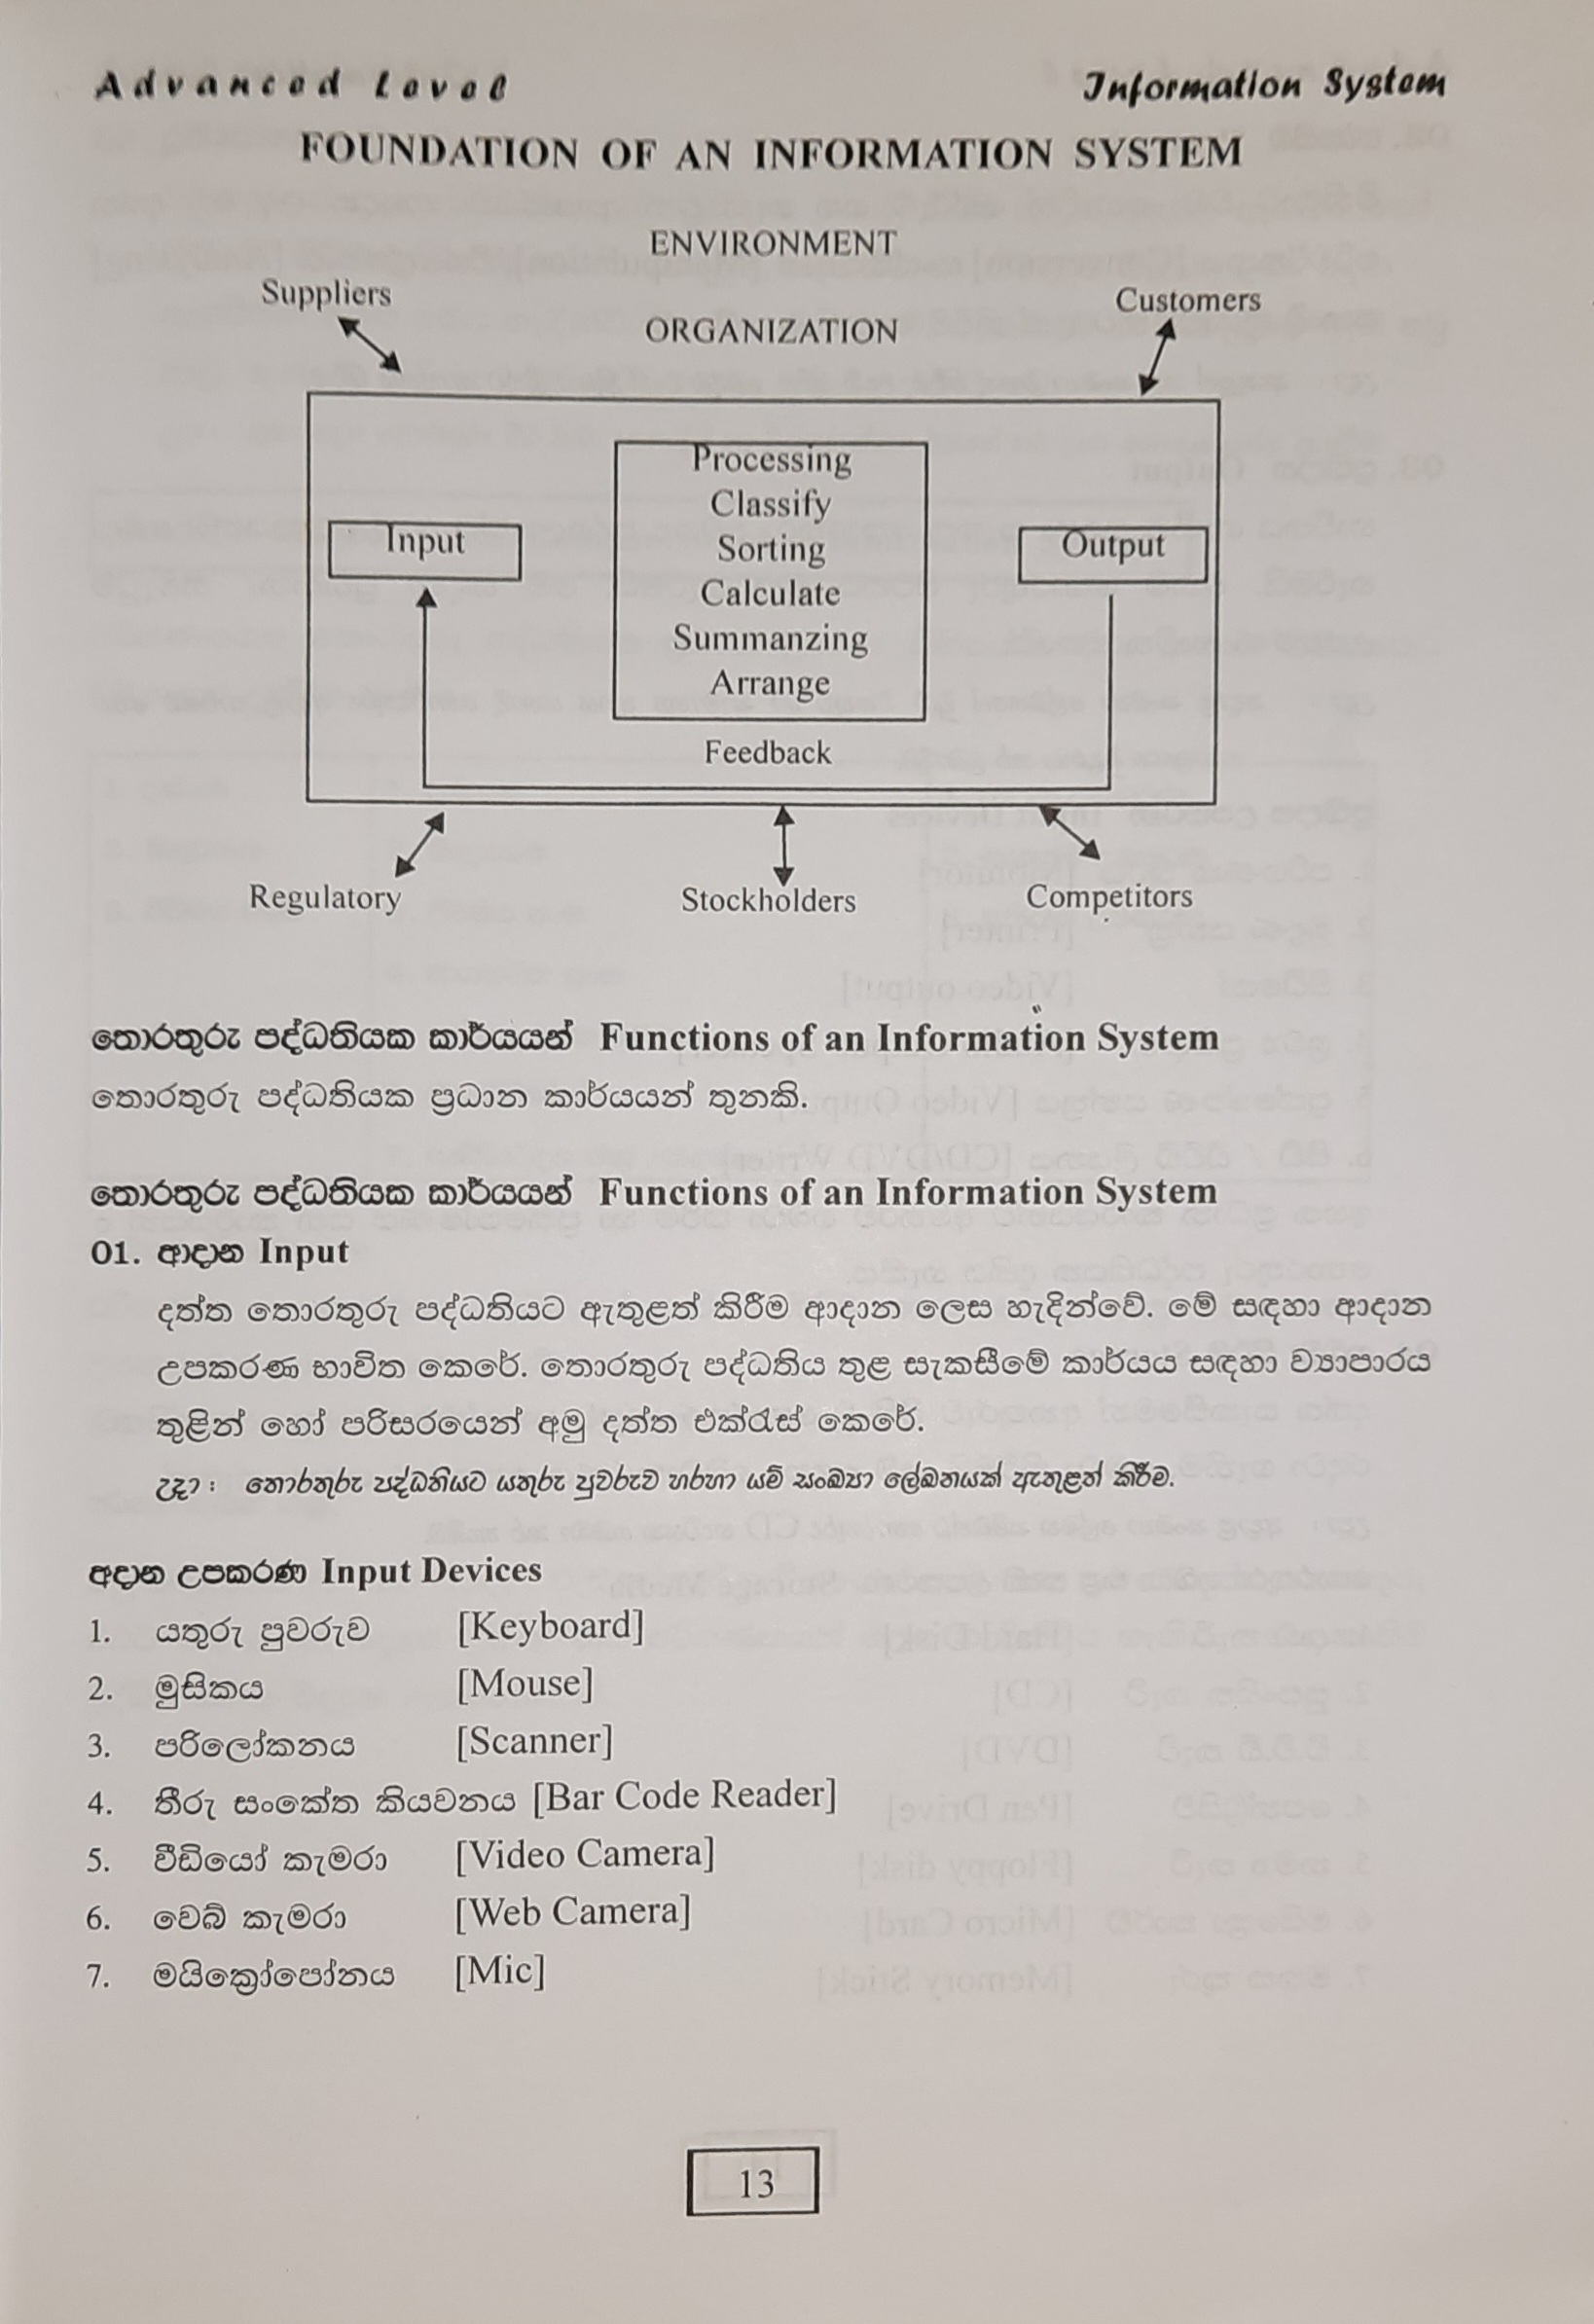 Advanced Level
Information System
FOUNDATION OF AN INFORMATION SYSTEM
ENVIRONMENT
Suppliers
Customers
ORGANIZATION
Processing
Classify
Sorting
Calculate
Summanzing
Arrange
Input
Output
Feedback
Regulatory
Stockholders
Competitors
තොරතුරු පද්ධතියක කාර්යයන් Functions of an Information System
තොරතුරු පද්ධතියක ප්‍රධාන කාර්යයන් තුනකි.
තොරතුරු පද්ධතියක කාර්යයන් Functions of an Information System
01. ආදාන Input
දත්ත තොරතුරු පද්ධතියට ඇතුළත් කිරීම ආදාන ලෙස හැදින්වේ. මේ සඳහා ආදාන
උපකරණ භාවිත කෙරේ. තොරතුරු පද්ධතිය තුළ සැකසීමේ කාර්යය සඳහා ව්‍යාපාරය
තුළින් හෝ පරිසරයෙන් අමු දත්ත එක්රැස් කෙරේ.
උදා : තොරතුරු පද්ධතියට යතුරු පුවරුව හරහා යම් සංඛ්‍යා ලේඛනයක් ඇතුළත් කිරීම.
අදාන උපකරණ Input Devices
1. යතුරු පුවරුව [Keyboard]
2. මුසිකය [Mouse]
3. පරිලෝකනය [Scanner]
4. තීරු සංකේත කියවනය [Bar Code Reader]
5. වීඩියෝ කැමරා [Video Camera]
6. වෙබ් කැමරා [Web Camera]
7. මයික්‍රෝපෝනය [Mic]
13